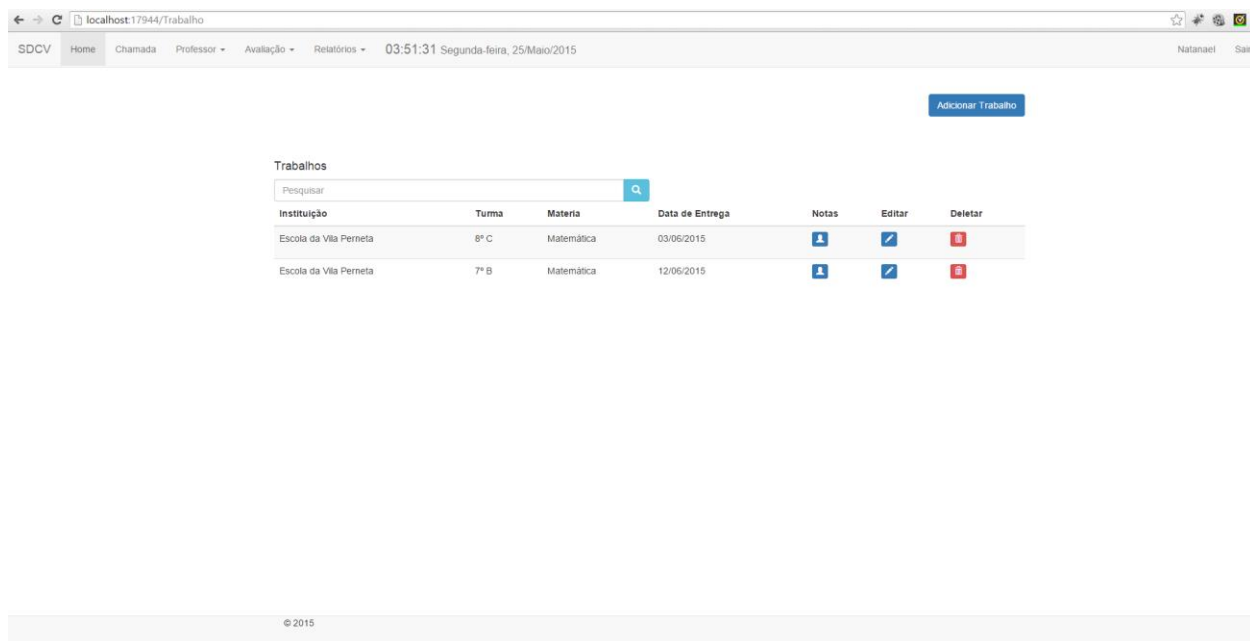 localhost:17944/Trabalho
SDCV Home Chamada Professor Avaliação Relatórios 03:51:31 Segunda-feira, 25/Maio/2015 Natanael Sair
Adicionar Trabalho
Trabalhos
Pesquisar
Instituição Turma Materia Data de Entrega Notas Editar Deletar
Escola da Vila Perneta 8º C Matemática 03/06/2015
Escola da Vila Perneta 7º B Matemática 12/06/2015
© 2015